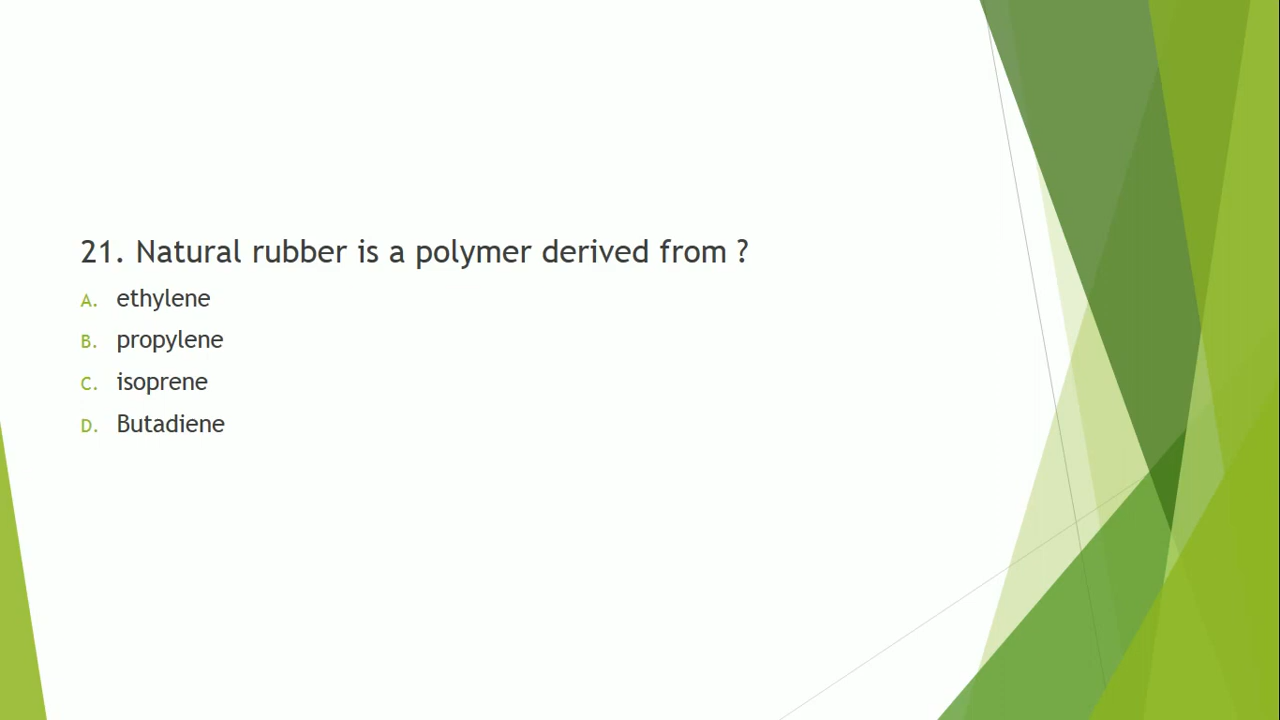 21. Natural rubber is a polymer derived from ?
A. ethylene
B. propylene
C. isoprene
D. Butadiene